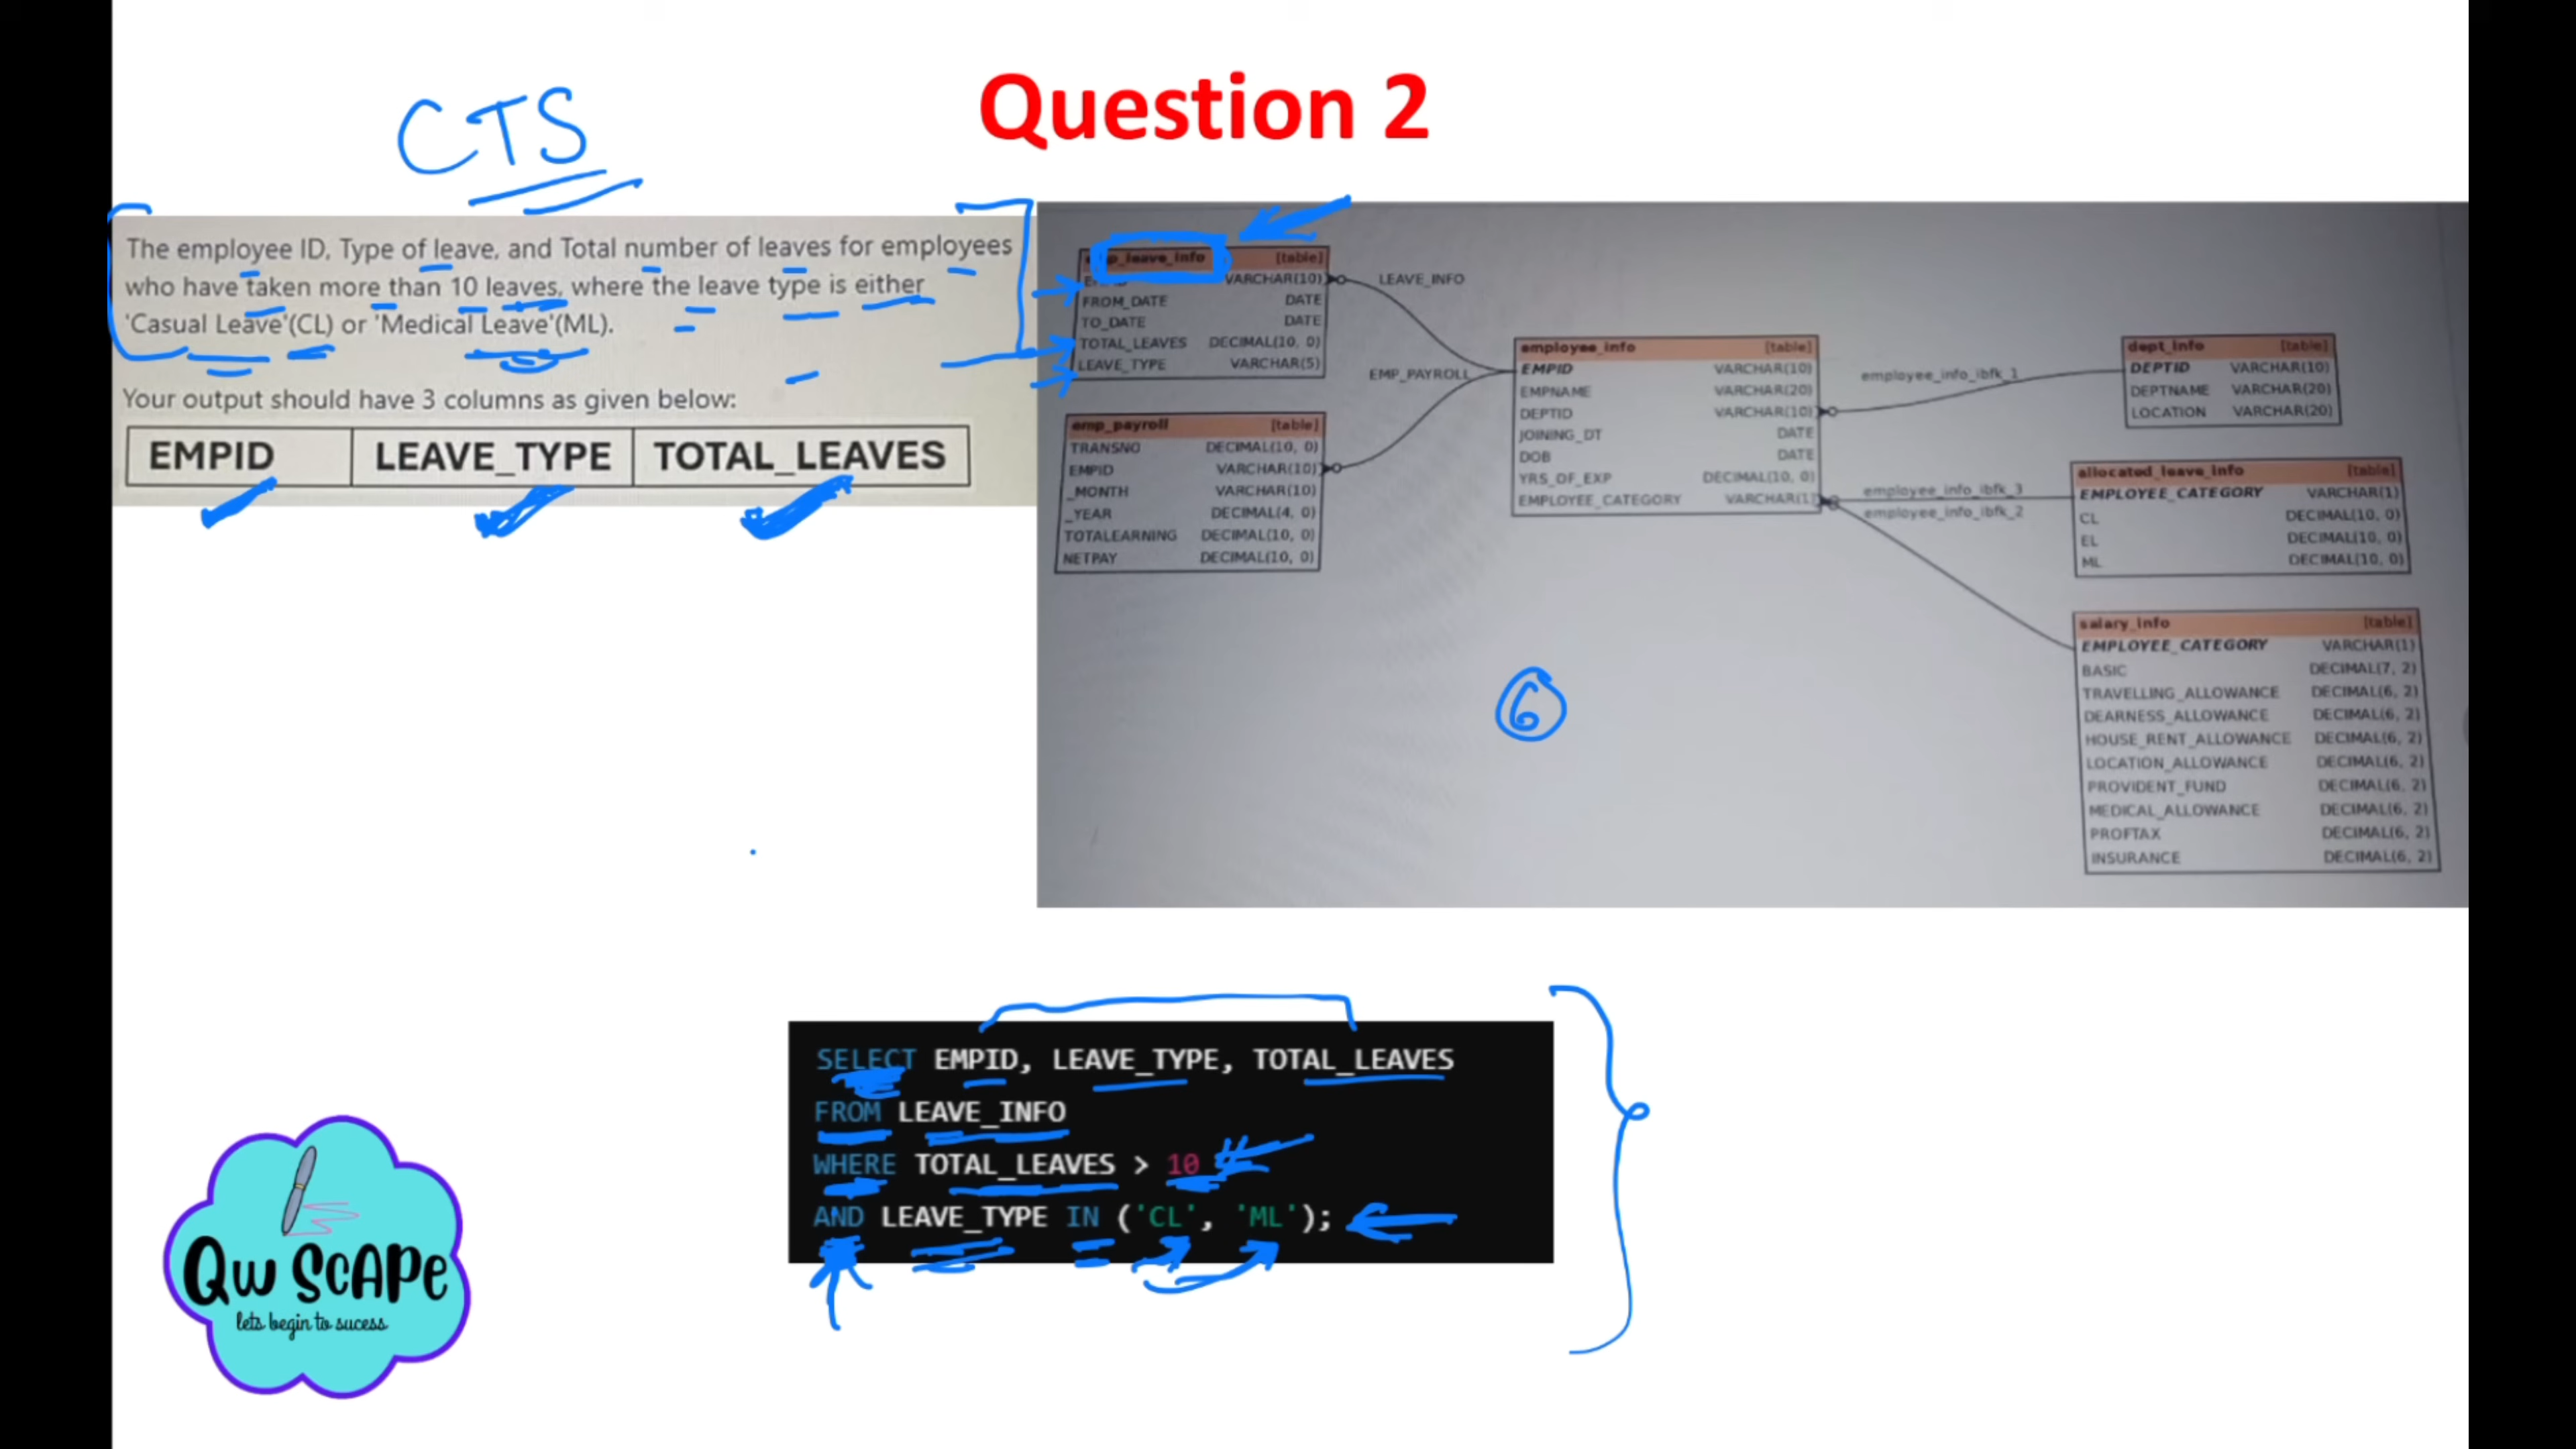 Question 2
CTS
The employee ID, Type of leave, and Total number of leaves for employees
who have taken more than 10 leaves, where the leave type is either
'Casual Leave'(CL) or 'Medical Leave'(ML).
Your output should have 3 columns as given below:
EMPID LEAVE_TYPE TOTAL_LEAVES
p_leave_info [table]
VARCHAR(10)
FROM_DATE DATE
TO_DATE DATE
TOTAL_LEAVES DECIMAL(10, 0)
LEAVE_TYPE VARCHAR(5)
LEAVE_INFO
EMP_PAYROLL
emp_payroll [table]
TRANSNO DECIMAL(10, 0)
EMPID VARCHAR(10)
_MONTH VARCHAR(10)
_YEAR DECIMAL(4, 0)
TOTALEARNING DECIMAL(10, 0)
NETPAY DECIMAL(10, 0)
employee_info [table]
EMPID VARCHAR(10)
EMPNAME VARCHAR(20)
DEPTID VARCHAR(10)
JOINING_DT DATE
DOB DATE
YRS_OF_EXP DECIMAL(10, 0)
EMPLOYEE_CATEGORY VARCHAR(1)
employee_info_ibfk_1
employee_info_ibfk_3
employee_info_ibfk_2
dept_info [table]
DEPTID VARCHAR(10)
DEPTNAME VARCHAR(20)
LOCATION VARCHAR(20)
allocated_leave_info [table]
EMPLOYEE_CATEGORY VARCHAR(1)
CL DECIMAL(10, 0)
EL DECIMAL(10, 0)
ML DECIMAL(10, 0)
salary_info [table]
EMPLOYEE_CATEGORY VARCHAR(1)
BASIC DECIMAL(7, 2)
TRAVELLING_ALLOWANCE DECIMAL(6, 2)
DEARNESS_ALLOWANCE DECIMAL(6, 2)
HOUSE_RENT_ALLOWANCE DECIMAL(6, 2)
LOCATION_ALLOWANCE DECIMAL(6, 2)
PROVIDENT_FUND DECIMAL(6, 2)
MEDICAL_ALLOWANCE DECIMAL(6, 2)
PROFTAX DECIMAL(6, 2)
INSURANCE DECIMAL(6, 2)
6
SELECT EMPID, LEAVE_TYPE, TOTAL_LEAVES
FROM LEAVE_INFO
WHERE TOTAL_LEAVES > 10
AND LEAVE_TYPE IN ('CL', 'ML');
Qw ScAPe
lets begin to sucess